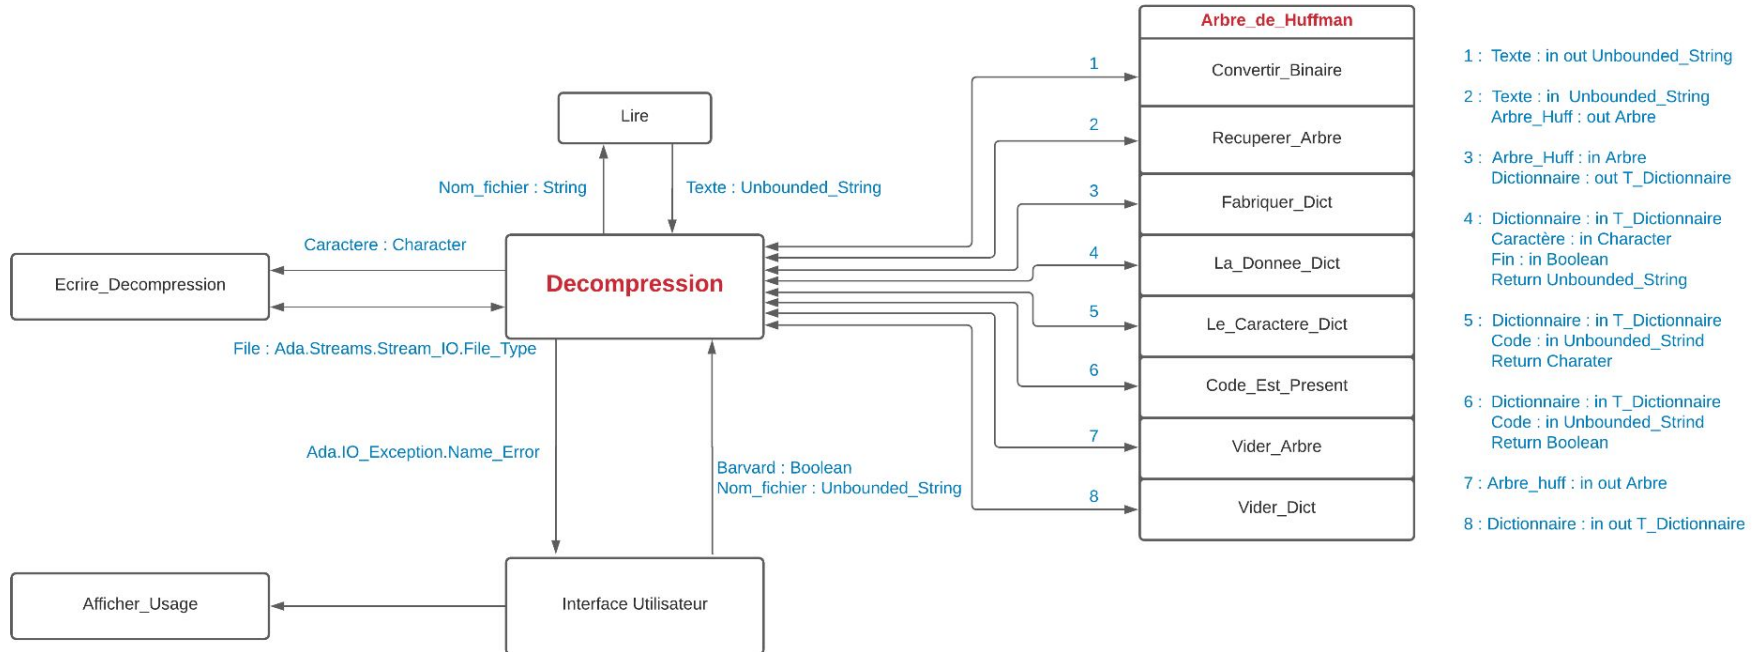 Arbre_de_Huffman
Convertir_Binaire
Recuperer_Arbre
Fabriquer_Dict
La_Donnee_Dict
Le_Caractere_Dict
Code_Est_Present
Vider_Arbre
Vider_Dict
1
2
3
4
5
6
7
8
Lire
Nom_fichier : String
Texte : Unbounded_String
Caractere : Character
Ecrire_Decompression
Decompression
File : Ada.Streams.Stream_IO.File_Type
Ada.IO_Exception.Name_Error
Barvard : Boolean
Nom_fichier : Unbounded_String
Afficher_Usage
Interface Utilisateur
1 : Texte : in out Unbounded_String
2 : Texte : in Unbounded_String
Arbre_Huff : out Arbre
3 : Arbre_Huff : in Arbre
Dictionnaire : out T_Dictionnaire
4 : Dictionnaire : in T_Dictionnaire
Caractère : in Character
Fin : in Boolean
Return Unbounded_String
5 : Dictionnaire : in T_Dictionnaire
Code : in Unbounded_Strind
Return Charater
6 : Dictionnaire : in T_Dictionnaire
Code : in Unbounded_Strind
Return Boolean
7 : Arbre_huff : in out Arbre
8 : Dictionnaire : in out T_Dictionnaire